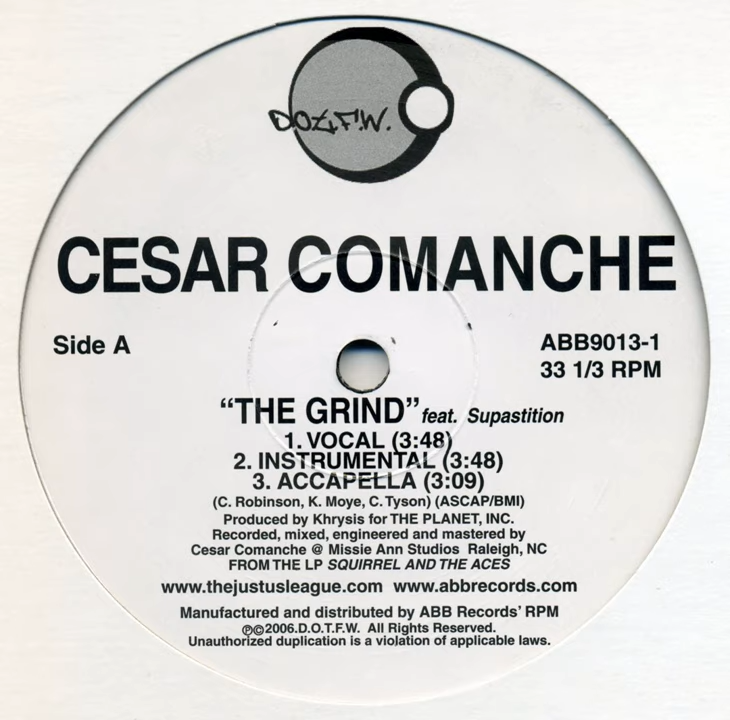 D.O.T.F.W.
CESAR COMANCHE
Side A
ABB9013-1
33 1/3 RPM
“THE GRIND” feat. Supastition
1. VOCAL (3:48)
2. INSTRUMENTAL (3:48)
3. ACCAPELLA (3:09)
(C. Robinson, K. Moye, C. Tyson) (ASCAP/BMI)
Produced by Khrysis for THE PLANET, INC.
Recorded, mixed, engineered and mastered by
Cesar Comanche @ Missie Ann Studios Raleigh, NC
FROM THE LP SQUIRREL AND THE ACES
www.thejustusleague.com www.abbrecords.com
Manufactured and distributed by ABB Records’ RPM
℗©2006.D.O.T.F.W. All Rights Reserved.
Unauthorized duplication is a violation of applicable laws.